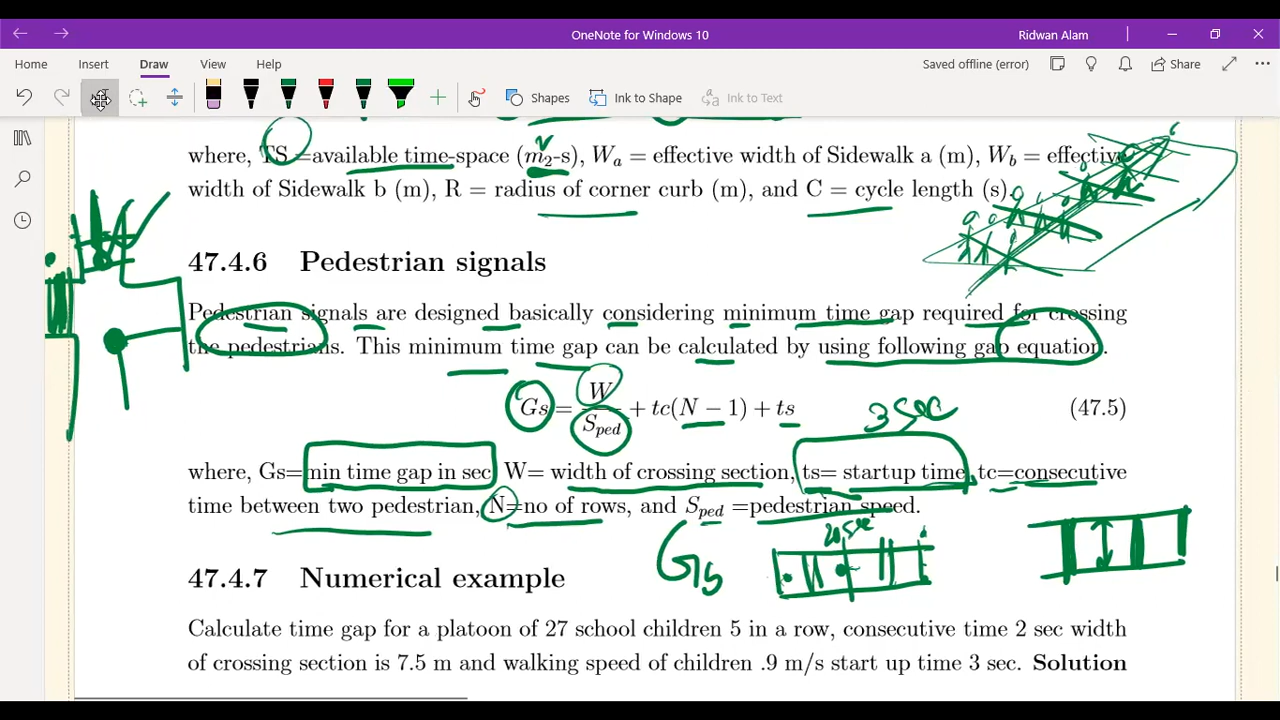 OneNote for Windows 10
Ridwan Alam
Home Insert Draw View Help
Saved offline (error)
Share
Shapes
Ink to Shape
Ink to Text
where, TS =available time-space (m2-s), Wa = effective width of Sidewalk a (m), Wb = effective
width of Sidewalk b (m), R = radius of corner curb (m), and C = cycle length (s).
47.4.6 Pedestrian signals
Pedestrian signals are designed basically considering minimum time gap required for crossing
the pedestrians. This minimum time gap can be calculated by using following gap equation.
Gs = W/Sped + tc(N − 1) + ts (47.5)
3 sec
where, Gs=min time gap in sec, W= width of crossing section, ts= startup time, tc=consecutive
time between two pedestrian, N=no of rows, and Sped =pedestrian speed.
20 sec
Gs
47.4.7 Numerical example
Calculate time gap for a platoon of 27 school children 5 in a row, consecutive time 2 sec width
of crossing section is 7.5 m and walking speed of children .9 m/s start up time 3 sec. Solution